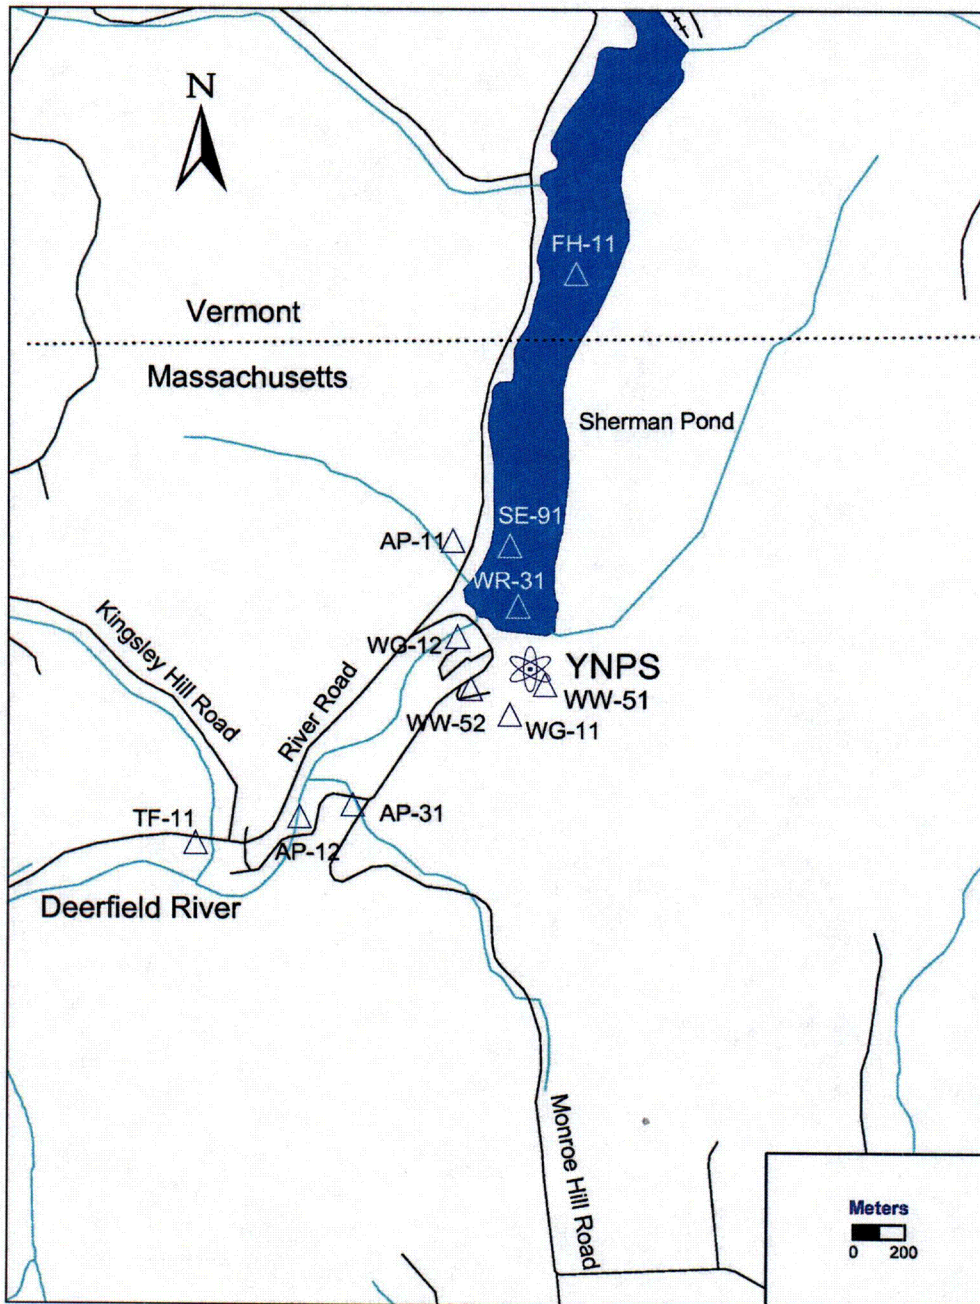 N
FH-11
Vermont
Massachusetts
Sherman Pond
SE-91
AP-11
WR-31
Kingsley Hill Road
WG-12
River Road
YNPS
WW-51
WW-52
WG-11
TF-11
AP-31
AP-12
Deerfield River
Monroe Hill Road
Meters
0 200